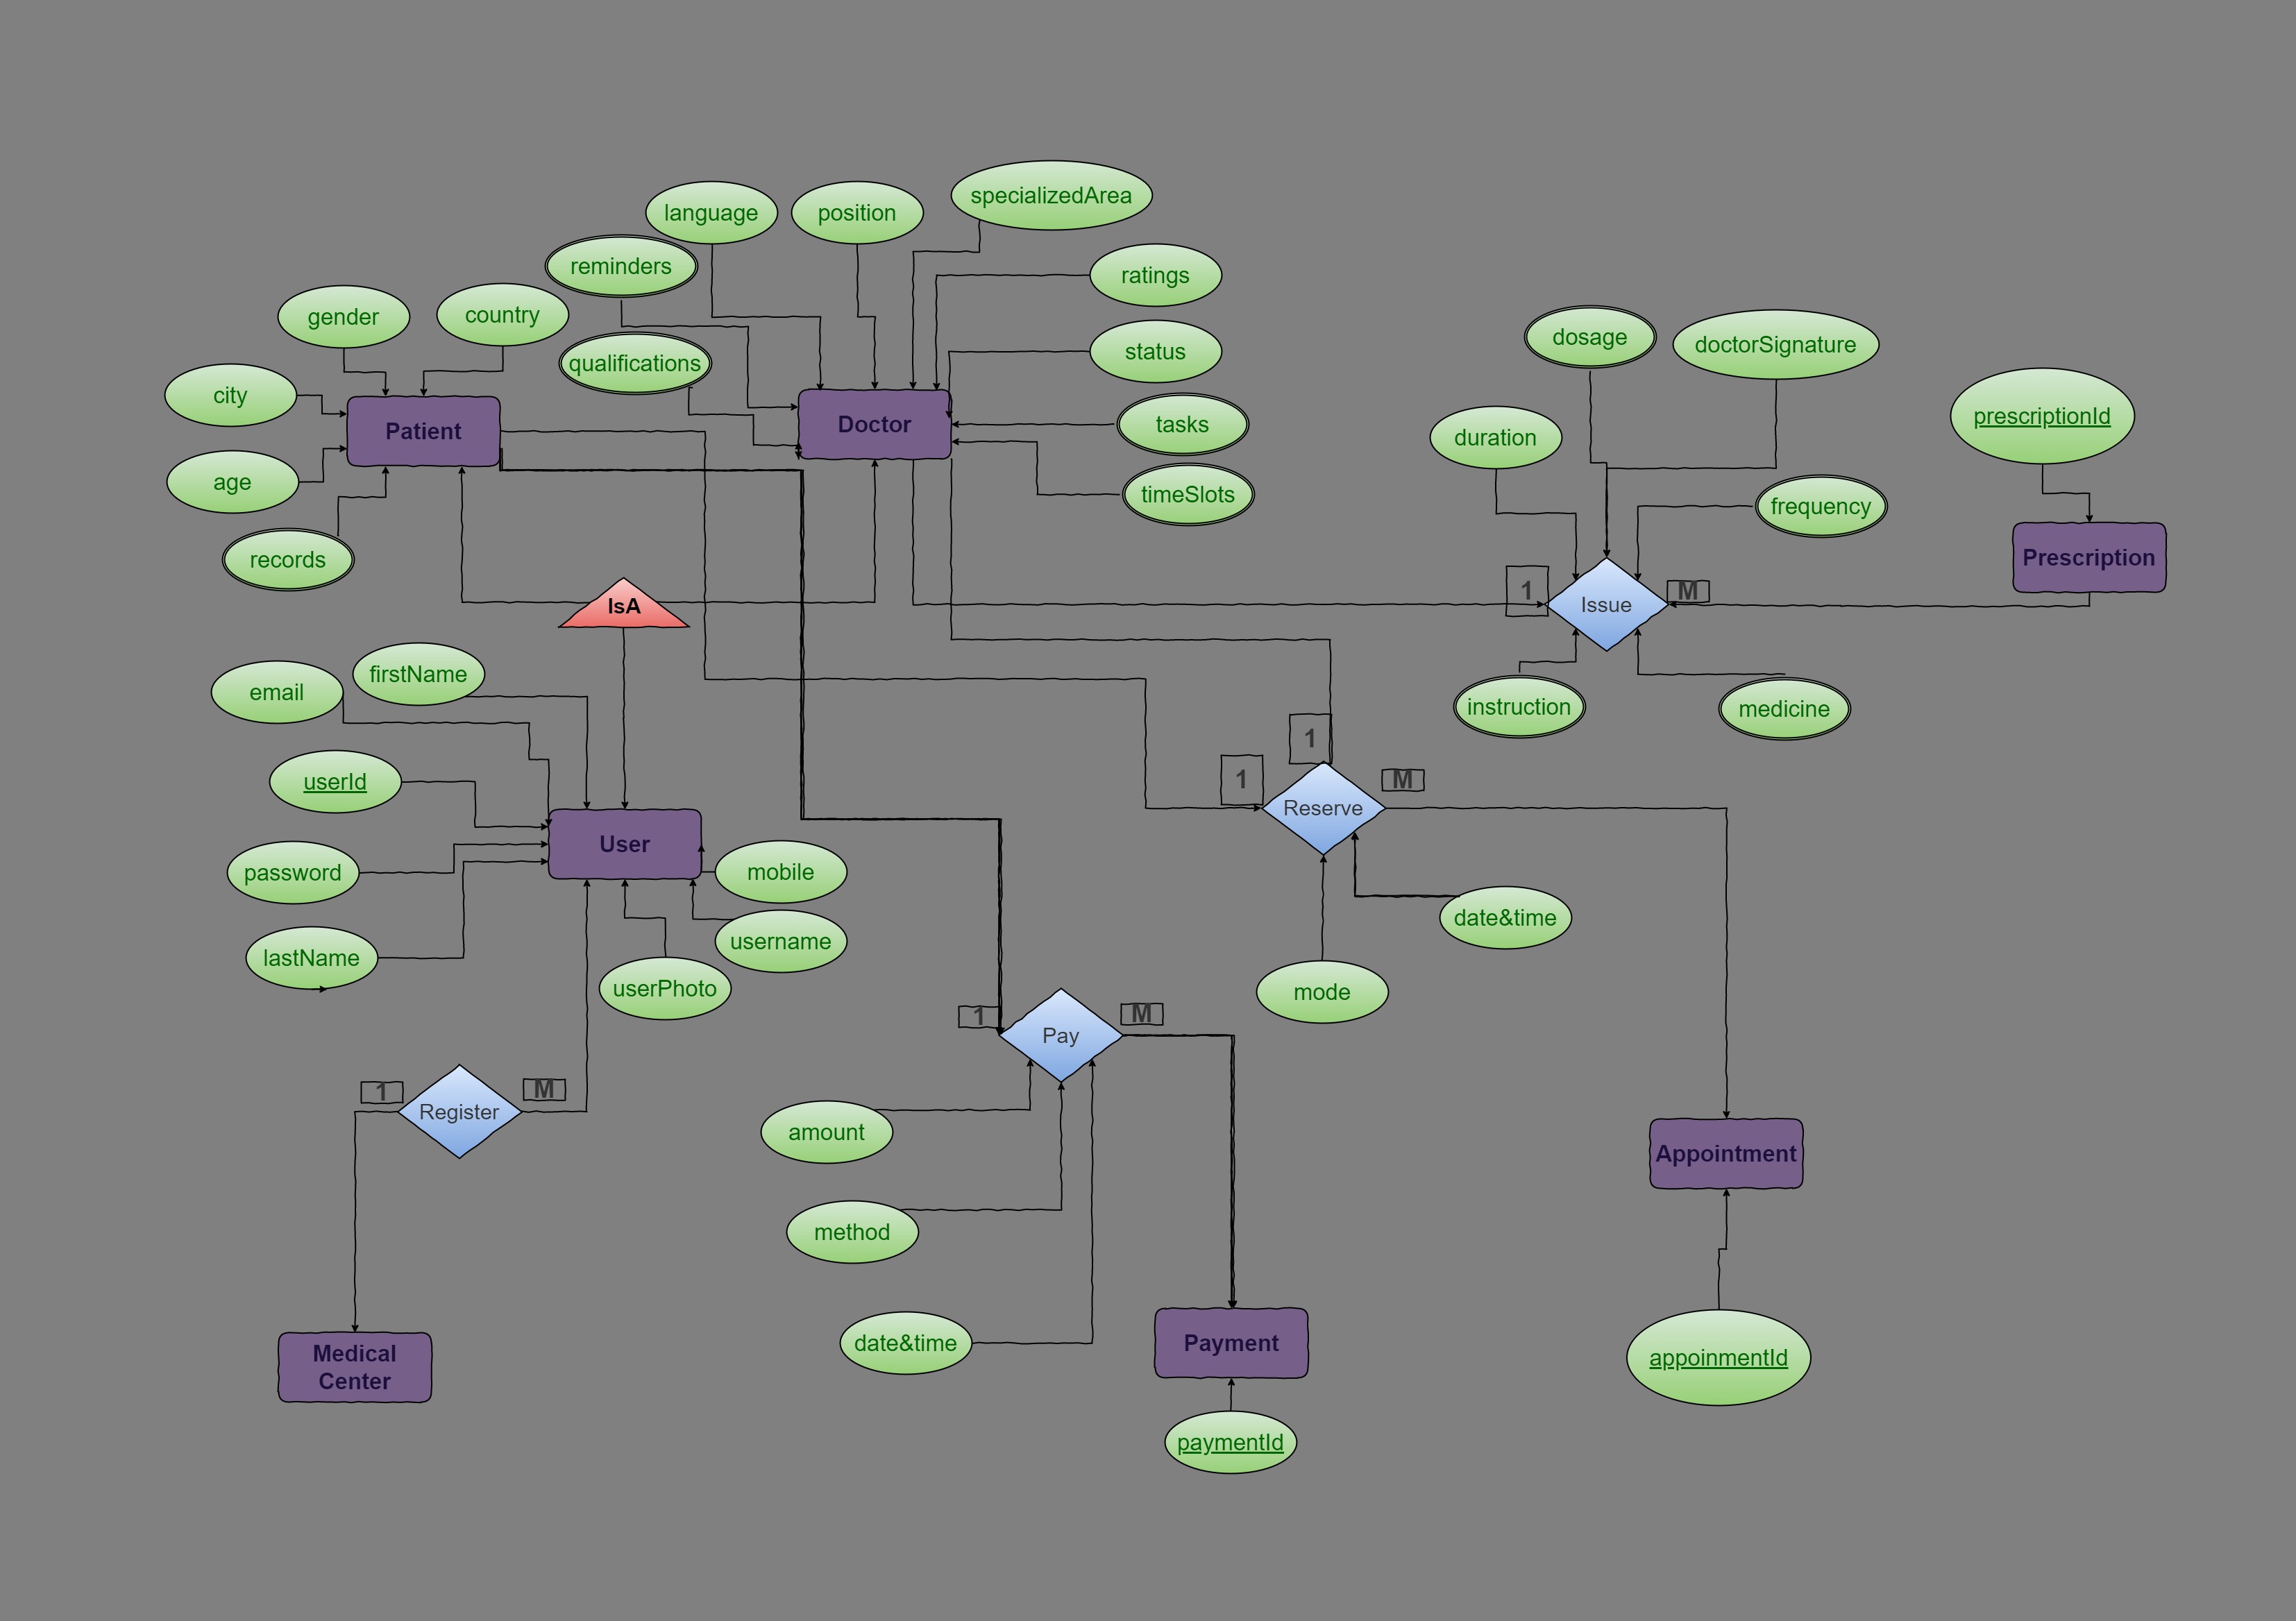 specializedArea
language
position
reminders
ratings
gender
country
dosage
doctorSignature
status
qualifications
city
prescriptionId
Patient
Doctor
tasks
duration
age
timeSlots
frequency
records
Prescription
1
M
IsA
Issue
firstName
email
instruction
medicine
1
userId
1
M
Reserve
User
password
mobile
date&time
username
lastName
userPhoto
mode
1
M
Pay
1
M
Register
amount
Appointment
method
Medical
Center
date&time
Payment
appoinmentId
paymentId